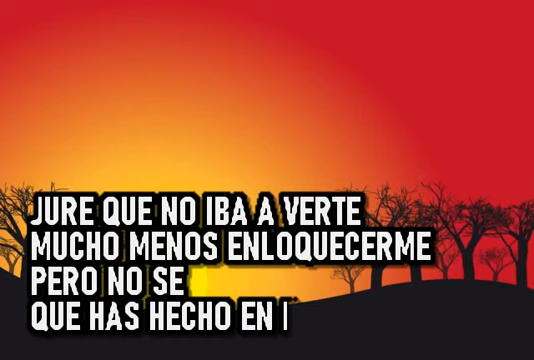 JURE QUE NO IBA A VERTE
MUCHO MENOS ENLOQUECERME
PERO NO SE
QUE HAS HECHO EN I